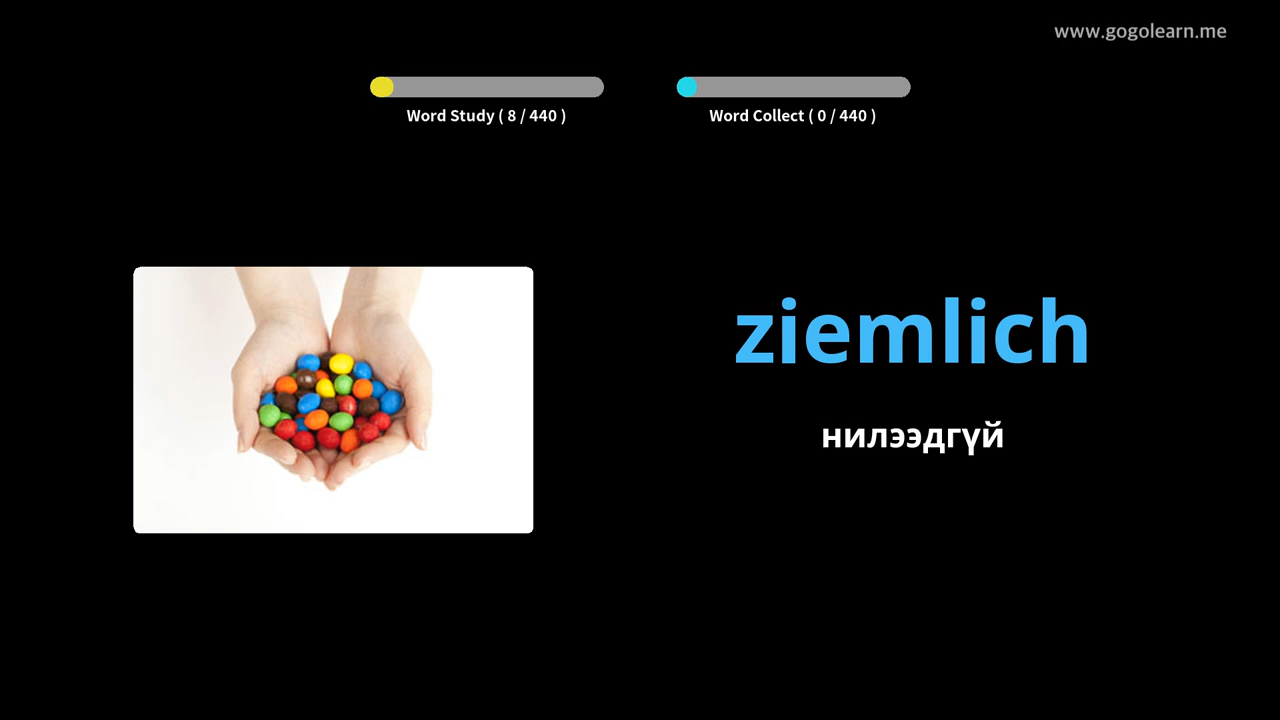 www.gogolearn.me
Word Study ( 8 / 440 )
Word Collect ( 0 / 440 )
ziemlich
нилээдгүй